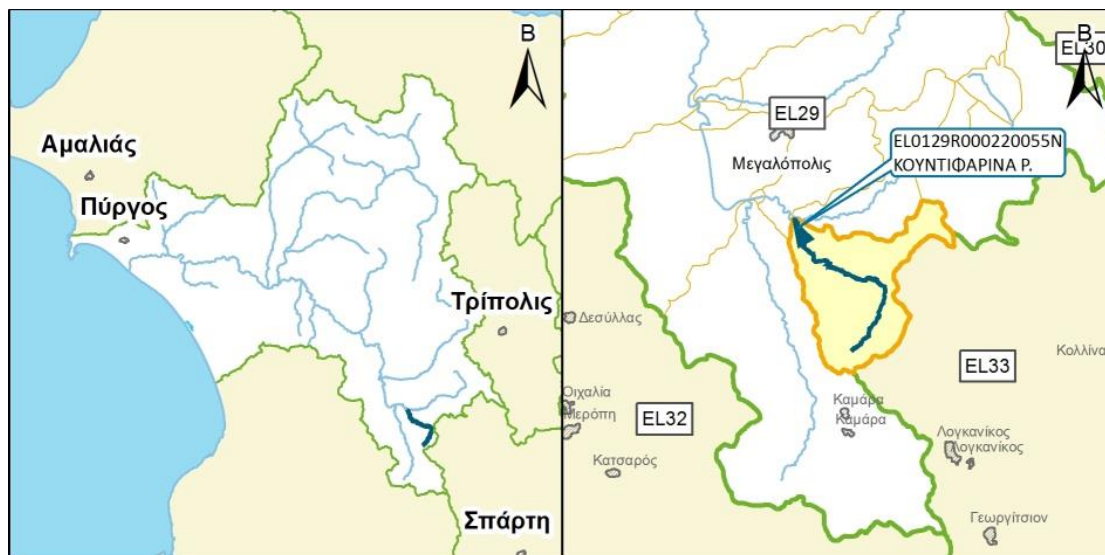 Β
Αμαλιάς
Πύργος
Τρίπολις
Σπάρτη
Β
EL30
EL29
Μεγαλόπολις
EL0129R000220055N
ΚΟΥΝΤΙΦΑΡΙΝΑ Ρ.
Δεσύλλας
Κολλίνα
EL33
Οιχαλία
Μερόπη
EL32
Καμάρα
Καμάρα
Λογκανίκος
Λογκανίκος
Κατσαρός
Γεωργίτσιον